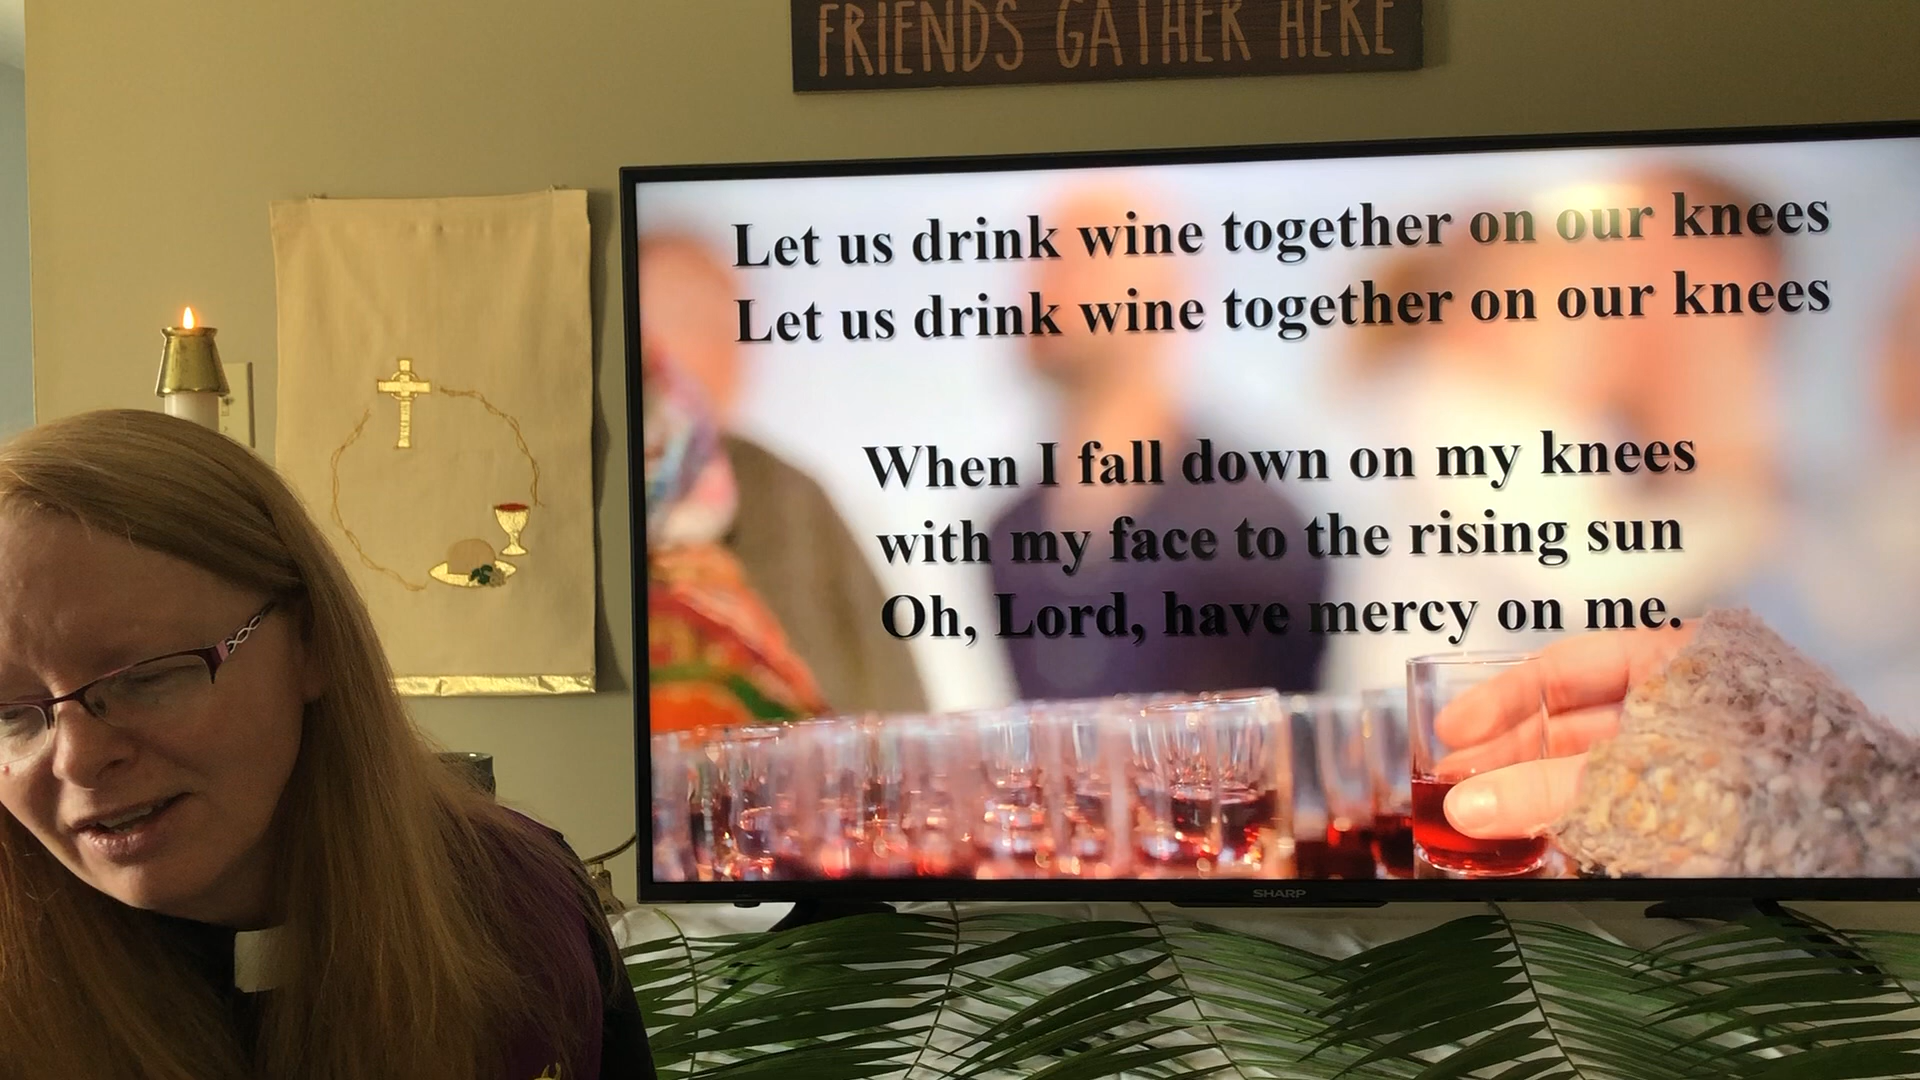 FRIENDS GATHER HERE
Let us drink wine together on our knees
Let us drink wine together on our knees
When I fall down on my knees
with my face to the rising sun
Oh, Lord, have mercy on me.
SHARP